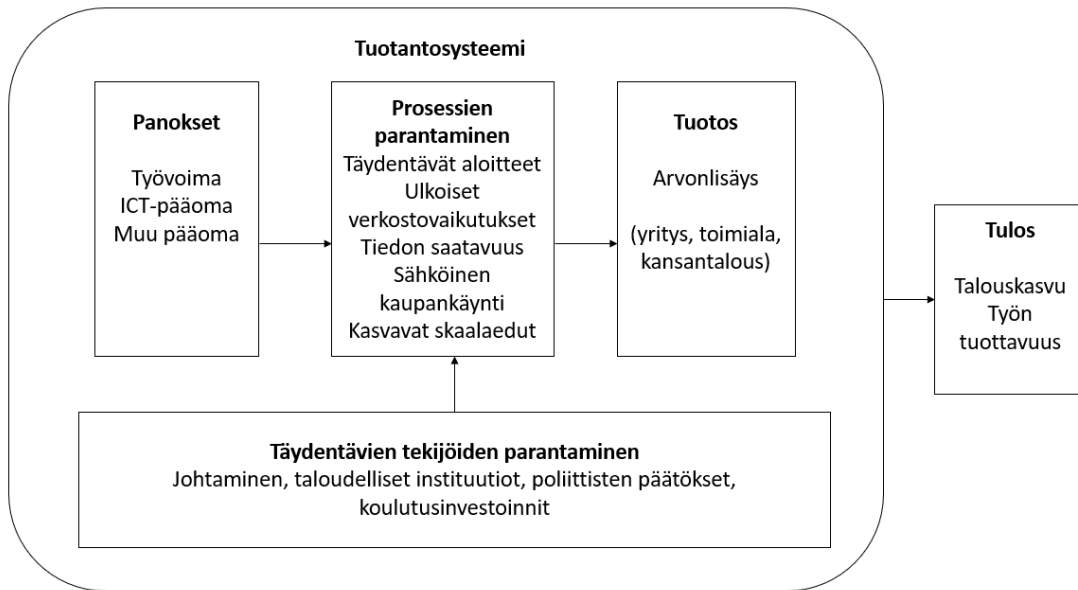 Tuotantosysteemi
Panokset
Työvoima
ICT-pääoma
Muu pääoma
Prosessien
parantaminen
Täydentävät aloitteet
Ulkoiset
verkostovaikutukset
Tiedon saatavuus
Sähköinen
kaupankäynti
Kasvavat skaalaedut
Tuotos
Arvonlisäys
(yritys, toimiala,
kansantalous)
Tulos
Talouskasvu
Työn
tuottavuus
Täydentävien tekijöiden parantaminen
Johtaminen, taloudelliset instituutiot, poliittisten päätökset,
koulutusinvestoinnit